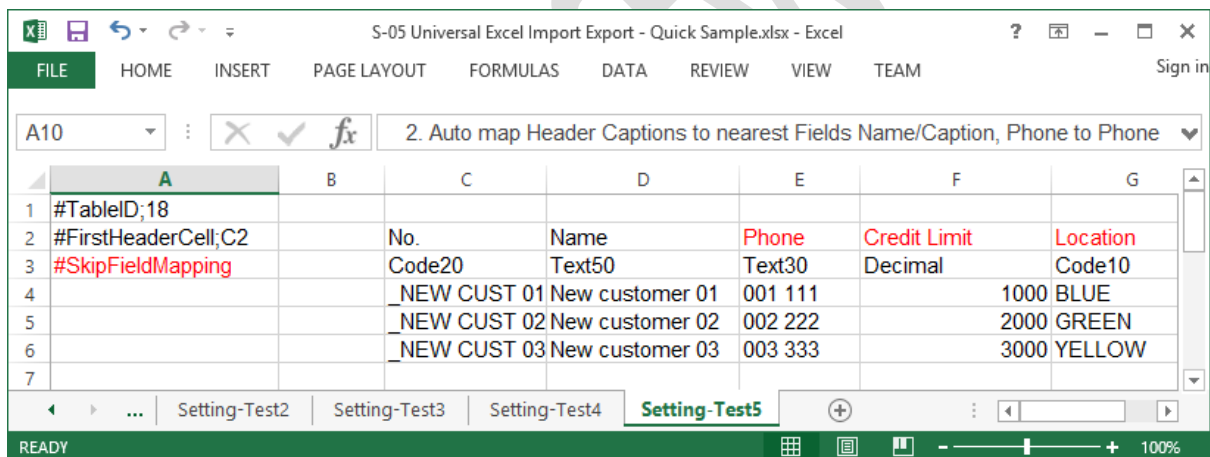 S-05 Universal Excel Import Export - Quick Sample.xlsx - Excel ?
FILE HOME INSERT PAGE LAYOUT FORMULAS DATA REVIEW VIEW TEAM Sign in
A10 fx 2. Auto map Header Captions to nearest Fields Name/Caption, Phone to Phone
A B C D E F G
1 #TableID;18
2 #FirstHeaderCell;C2 No. Name Phone Credit Limit Location
3 #SkipFieldMapping Code20 Text50 Text30 Decimal Code10
4 _NEW CUST 01 New customer 01 001 111 1000 BLUE
5 _NEW CUST 02 New customer 02 002 222 2000 GREEN
6 _NEW CUST 03 New customer 03 003 333 3000 YELLOW
7
... Setting-Test2 Setting-Test3 Setting-Test4 Setting-Test5
READY 100%